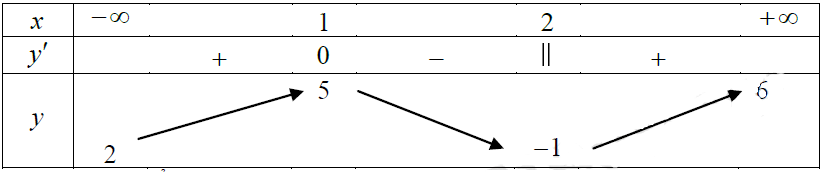 x −∞ 1 2 +∞
y′ + 0 − || +
y 2 5 −1 6